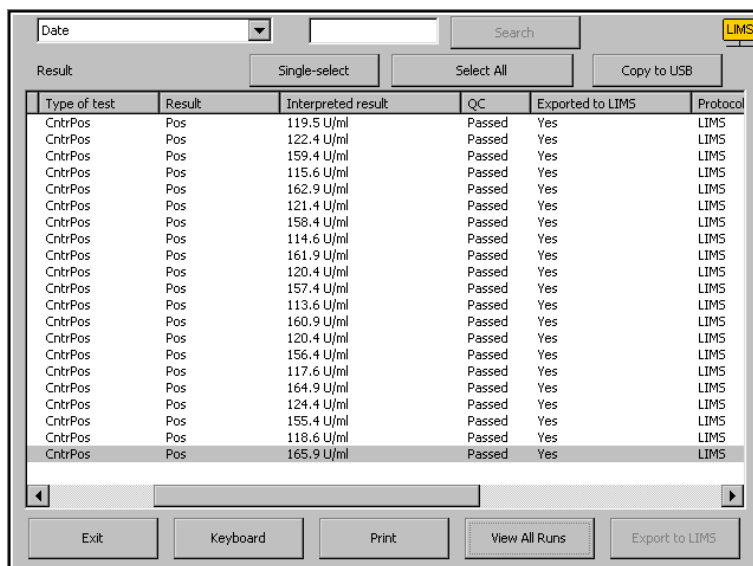 Date Search LIMS
Result Single-select Select All Copy to USB
Type of test Result Interpreted result QC Exported to LIMS Protocol
CntrPos Pos 119.5 U/ml Passed Yes LIMS
CntrPos Pos 122.4 U/ml Passed Yes LIMS
CntrPos Pos 159.4 U/ml Passed Yes LIMS
CntrPos Pos 115.6 U/ml Passed Yes LIMS
CntrPos Pos 162.9 U/ml Passed Yes LIMS
CntrPos Pos 121.4 U/ml Passed Yes LIMS
CntrPos Pos 158.4 U/ml Passed Yes LIMS
CntrPos Pos 114.6 U/ml Passed Yes LIMS
CntrPos Pos 161.9 U/ml Passed Yes LIMS
CntrPos Pos 120.4 U/ml Passed Yes LIMS
CntrPos Pos 157.4 U/ml Passed Yes LIMS
CntrPos Pos 113.6 U/ml Passed Yes LIMS
CntrPos Pos 160.9 U/ml Passed Yes LIMS
CntrPos Pos 120.4 U/ml Passed Yes LIMS
CntrPos Pos 156.4 U/ml Passed Yes LIMS
CntrPos Pos 117.6 U/ml Passed Yes LIMS
CntrPos Pos 164.9 U/ml Passed Yes LIMS
CntrPos Pos 124.4 U/ml Passed Yes LIMS
CntrPos Pos 155.4 U/ml Passed Yes LIMS
CntrPos Pos 118.6 U/ml Passed Yes LIMS
CntrPos Pos 165.9 U/ml Passed Yes LIMS
Exit Keyboard Print View All Runs Export to LIMS